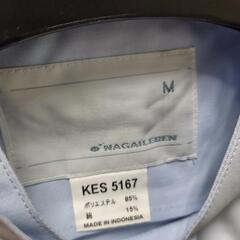 M
NAGAILEBEN
KES 5167
ポリエステル 85%
綿 15%
MADE IN INDONESIA